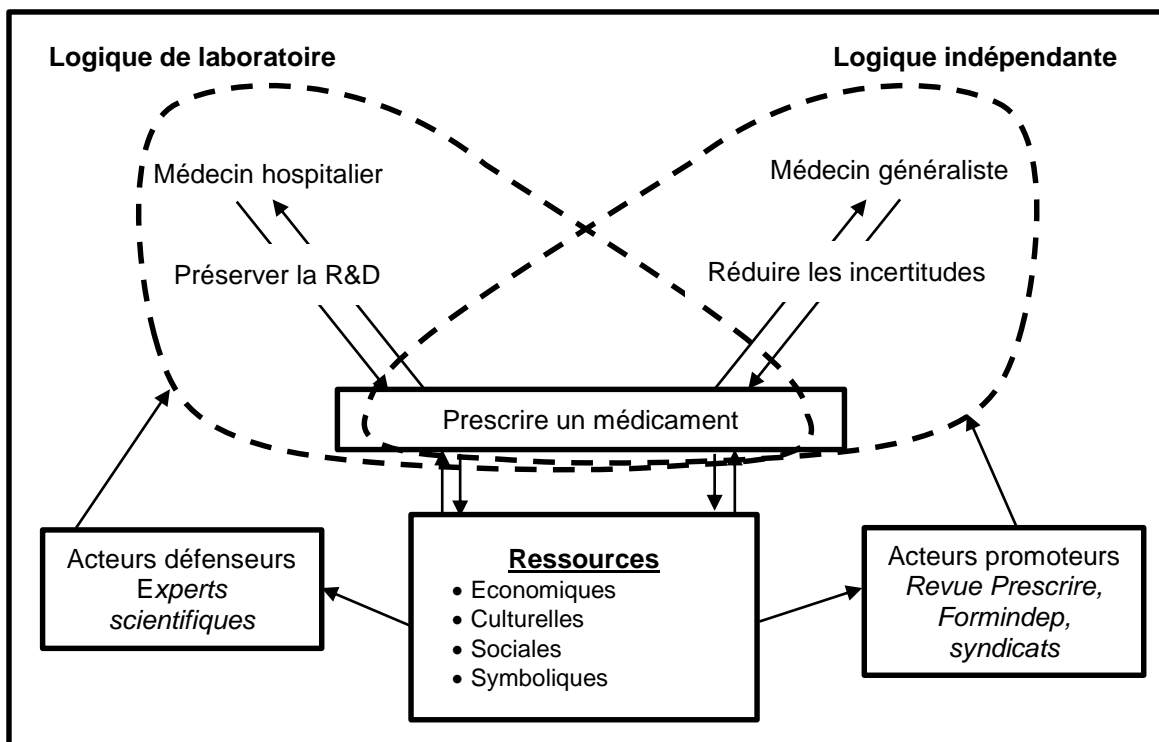 Logique de laboratoire
Logique indépendante
Médecin hospitalier
Médecin généraliste
Préserver la R&D
Réduire les incertitudes
Prescrire un médicament
Acteurs défenseurs
Experts
scientifiques
Ressources
• Economiques
• Culturelles
• Sociales
• Symboliques
Acteurs promoteurs
Revue Prescrire,
Formindep,
syndicats